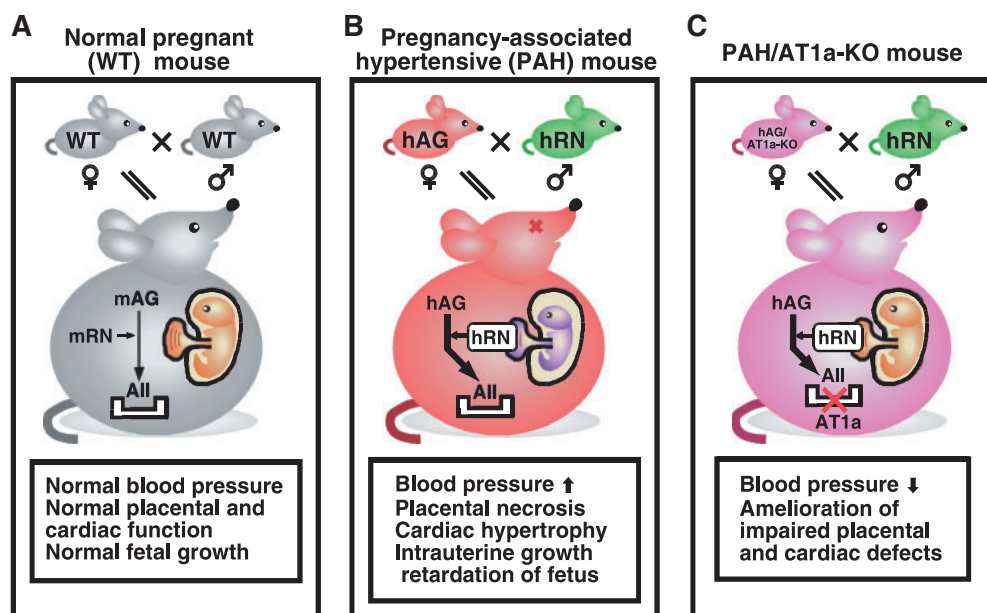 A
Normal pregnant
(WT) mouse
WT
×
WT
♀
♂
mAG
mRN
AII
Normal blood pressure
Normal placental and
cardiac function
Normal fetal growth
B
Pregnancy-associated
hypertensive (PAH) mouse
hAG
×
hRN
♀
♂
hAG
hRN
AII
Blood pressure ↑
Placental necrosis
Cardiac hypertrophy
Intrauterine growth
retardation of fetus
C
PAH/AT1a-KO mouse
hAG/
AT1a-KO
×
hRN
♀
♂
hAG
hRN
AII
AT1a
Blood pressure ↓
Amelioration of
impaired placental
and cardiac defects